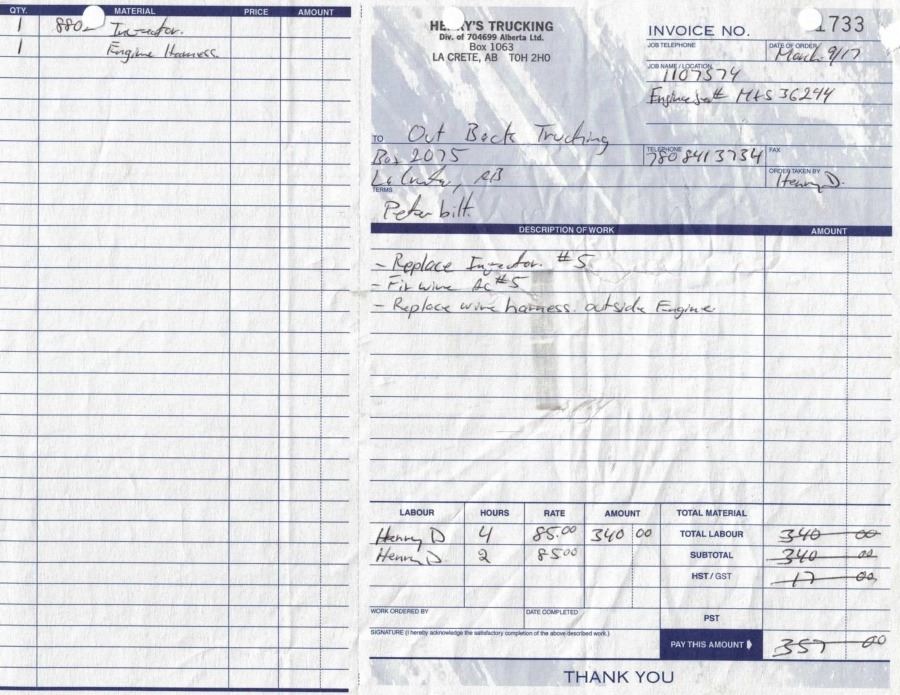 QTY. MATERIAL PRICE AMOUNT
1 880 Injector.
1 Engine Harness.
HE RY'S TRUCKING
Div. of 704699 Alberta Ltd.
Box 1063
LA CRETE, AB T0H 2H0
INVOICE NO. 1733
JOB TELEPHONE
DATE OF ORDER
March 9/17
JOB NAME / LOCATION
1107574
Engine Ser# 36244
TO Out Back Trucking
Box 2075
La Crete, AB
TELEPHONE
780 841 3734
FAX
ORDER TAKEN BY
Henry D.
TERMS
Peterbilt.
DESCRIPTION OF WORK AMOUNT
- Replace Injector. #5
- Fix wire #5
- Replace wire harness outside Engine
LABOUR HOURS RATE AMOUNT
Henry D 4 85.00 340 00
Henry D. 2 85.00
TOTAL MATERIAL
TOTAL LABOUR 340 00
SUBTOTAL 340 00
HST / GST 17 00
PST
WORK ORDERED BY
DATE COMPLETED
SIGNATURE (I hereby acknowledge the satisfactory completion of the above described work.)
PAY THIS AMOUNT 357 00
THANK YOU